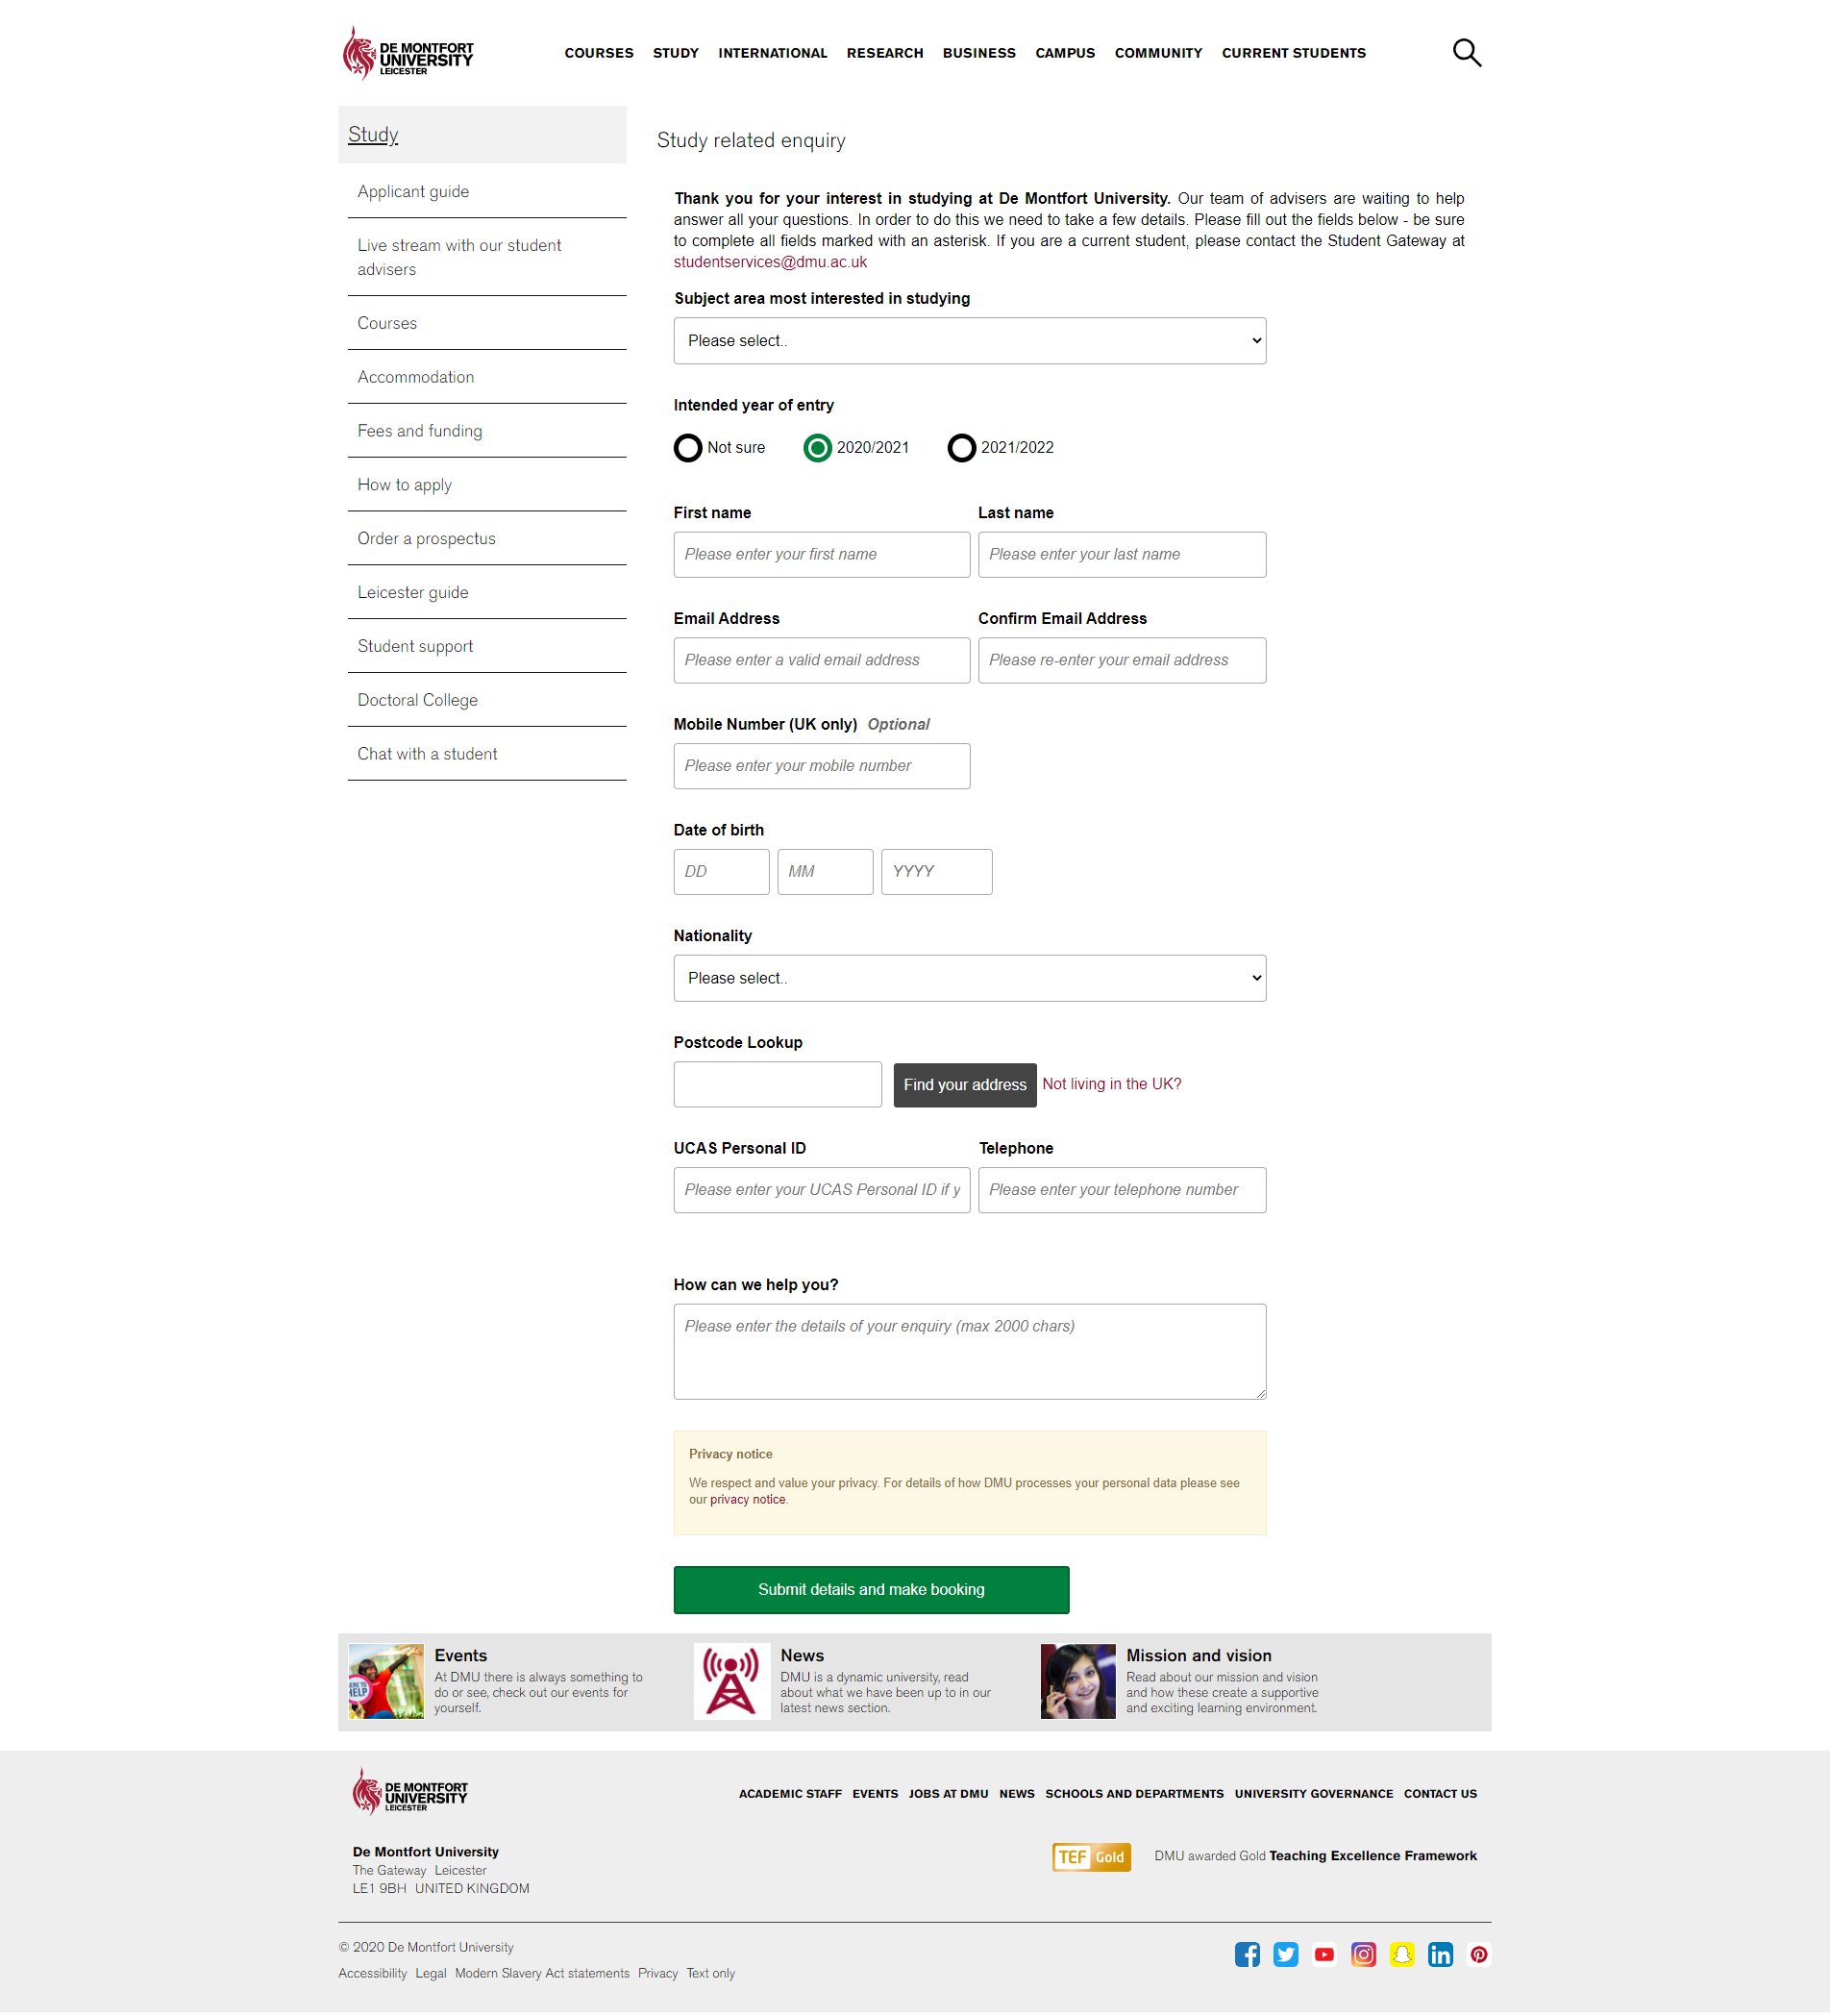 DE MONTFORT
UNIVERSITY
LEICESTER
COURSES STUDY INTERNATIONAL RESEARCH BUSINESS CAMPUS COMMUNITY CURRENT STUDENTS
Study
Applicant guide
Live stream with our student
advisers
Courses
Accommodation
Fees and funding
How to apply
Order a prospectus
Leicester guide
Student support
Doctoral College
Chat with a student
Study related enquiry
Thank you for your interest in studying at De Montfort University. Our team of advisers are waiting to help
answer all your questions. In order to do this we need to take a few details. Please fill out the fields below - be sure
to complete all fields marked with an asterisk. If you are a current student, please contact the Student Gateway at
studentservices@dmu.ac.uk
Subject area most interested in studying
Please select..
Intended year of entry
Not sure 2020/2021 2021/2022
First name Last name
Please enter your first name Please enter your last name
Email Address Confirm Email Address
Please enter a valid email address Please re-enter your email address
Mobile Number (UK only) Optional
Please enter your mobile number
Date of birth
DD MM YYYY
Nationality
Please select..
Postcode Lookup
Find your address Not living in the UK?
UCAS Personal ID Telephone
Please enter your UCAS Personal ID if y Please enter your telephone number
How can we help you?
Please enter the details of your enquiry (max 2000 chars)
Privacy notice
We respect and value your privacy. For details of how DMU processes your personal data please see
our privacy notice.
Submit details and make booking
HERE TO
HELP
Events
At DMU there is always something to
do or see, check out our events for
yourself.
News
DMU is a dynamic university, read
about what we have been up to in our
latest news section.
Mission and vision
Read about our mission and vision
and how these create a supportive
and exciting learning environment.
DE MONTFORT
UNIVERSITY
LEICESTER
ACADEMIC STAFF EVENTS JOBS AT DMU NEWS SCHOOLS AND DEPARTMENTS UNIVERSITY GOVERNANCE CONTACT US
De Montfort University
The Gateway Leicester
LE1 9BH UNITED KINGDOM
TEF Gold DMU awarded Gold Teaching Excellence Framework
© 2020 De Montfort University
Accessibility Legal Modern Slavery Act statements Privacy Text only